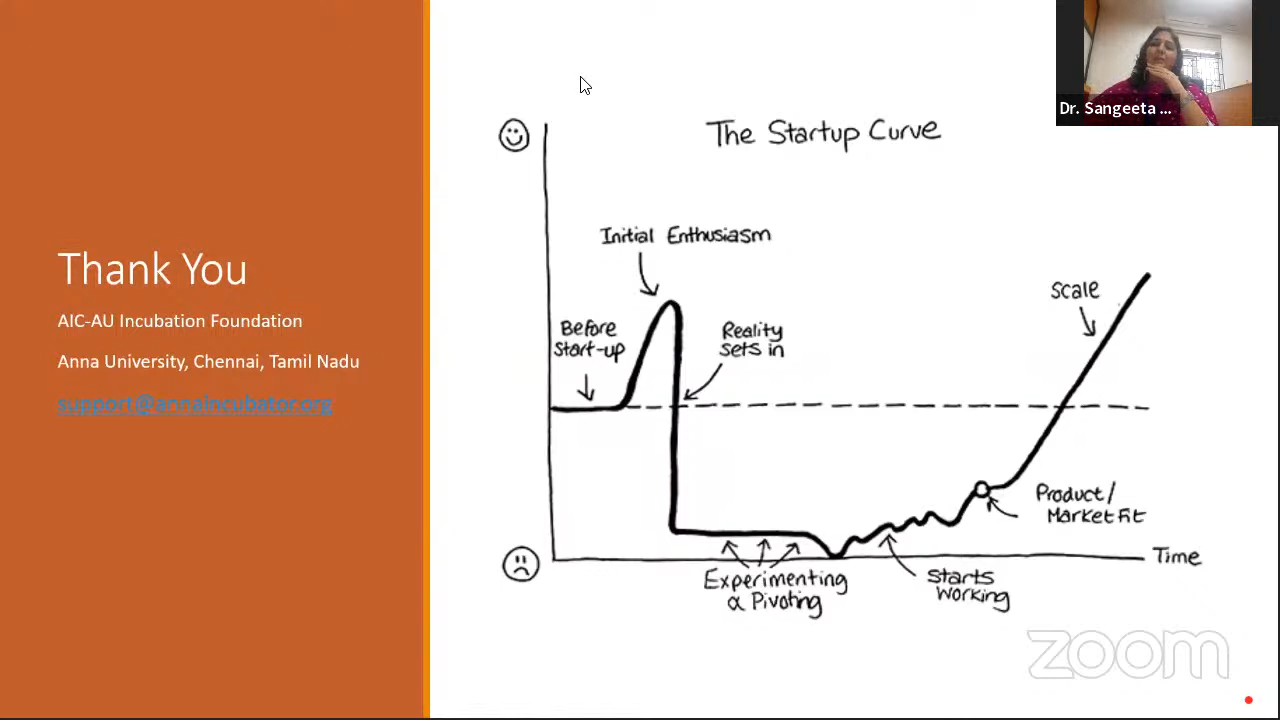 Thank You
AIC-AU Incubation Foundation
Anna University, Chennai, Tamil Nadu
support@annaincubator.org
Dr. Sangeeta ...
The Startup Curve
Initial Enthusiasm
Before
Start-up
Reality
sets in
Scale
Product/
Market fit
Time
Experimenting
& Pivoting
Starts
Working
zoom